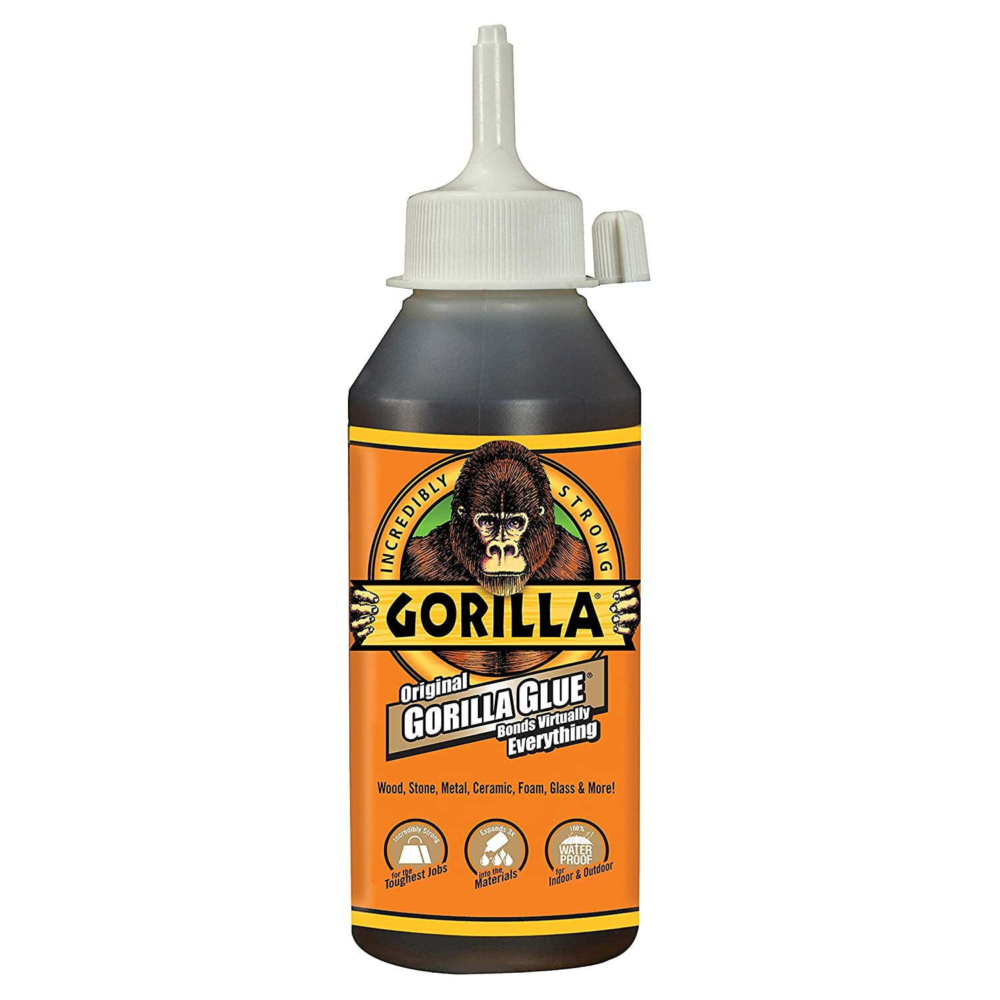 INCREDIBLY STRONG
GORILLA®
Original
GORILLA GLUE®
Bonds Virtually
Everything
Wood, Stone, Metal, Ceramic, Foam, Glass & More!
Incredibly Strong
for the
Toughest Jobs
Expands 3x
into the
Materials
100%
WATER
PROOF
for
Indoor & Outdoor